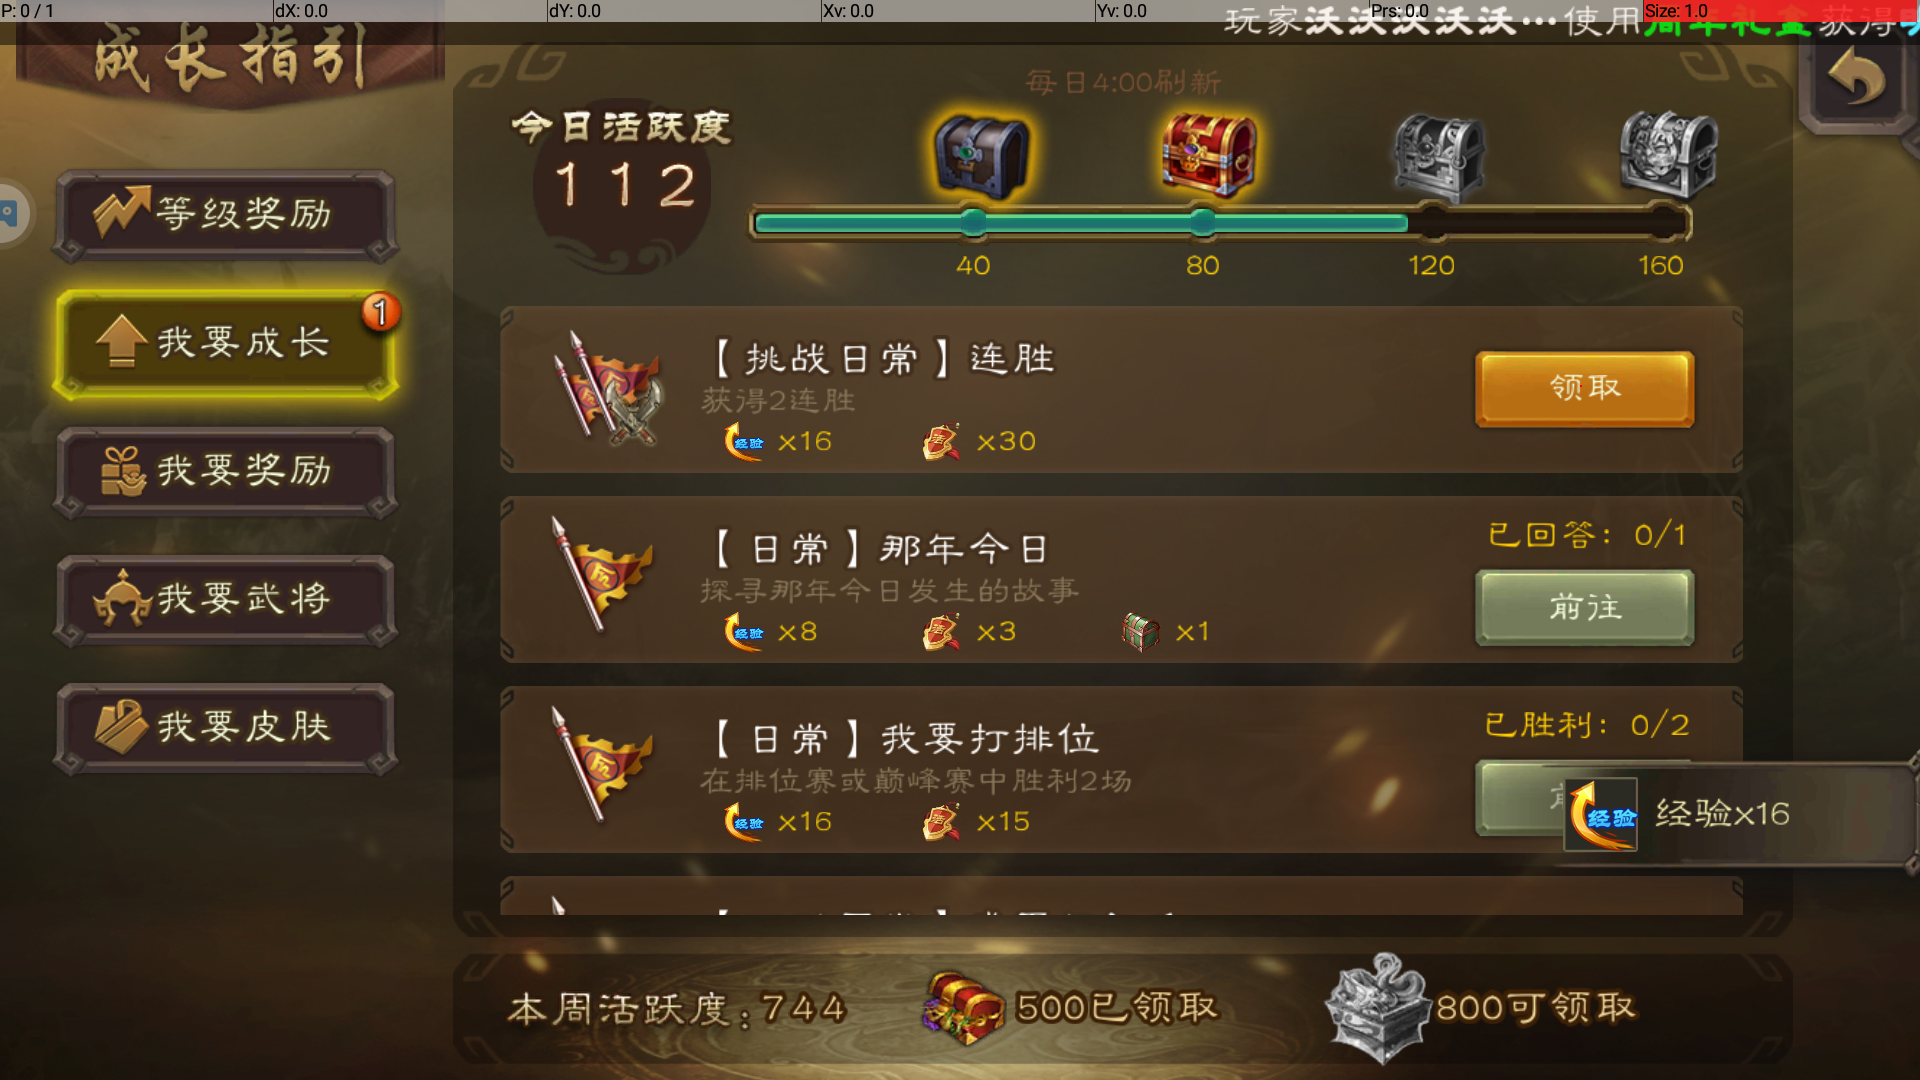 P: 0 / 1
dX: 0.0
dY: 0.0
Xv: 0.0
Yv: 0.0
Prs: 0.0
Size: 1.0
玩家沃沃沃沃沃…使用周年礼盒获得
成长指引
每日4:00刷新
今日活跃度
112
40
80
120
160
等级奖励
我要成长
1
我要奖励
我要武将
我要皮肤
【挑战日常】连胜
获得2连胜
经验 x16
活 x30
领取
【日常】那年今日
探寻那年今日发生的故事
经验 x8
活 x3
x1
已回答：0/1
前往
【日常】我要打排位
在排位赛或巅峰赛中胜利2场
经验 x16
活 x15
已胜利：0/2
经验 经验x16
本周活跃度：744
500已领取
800可领取